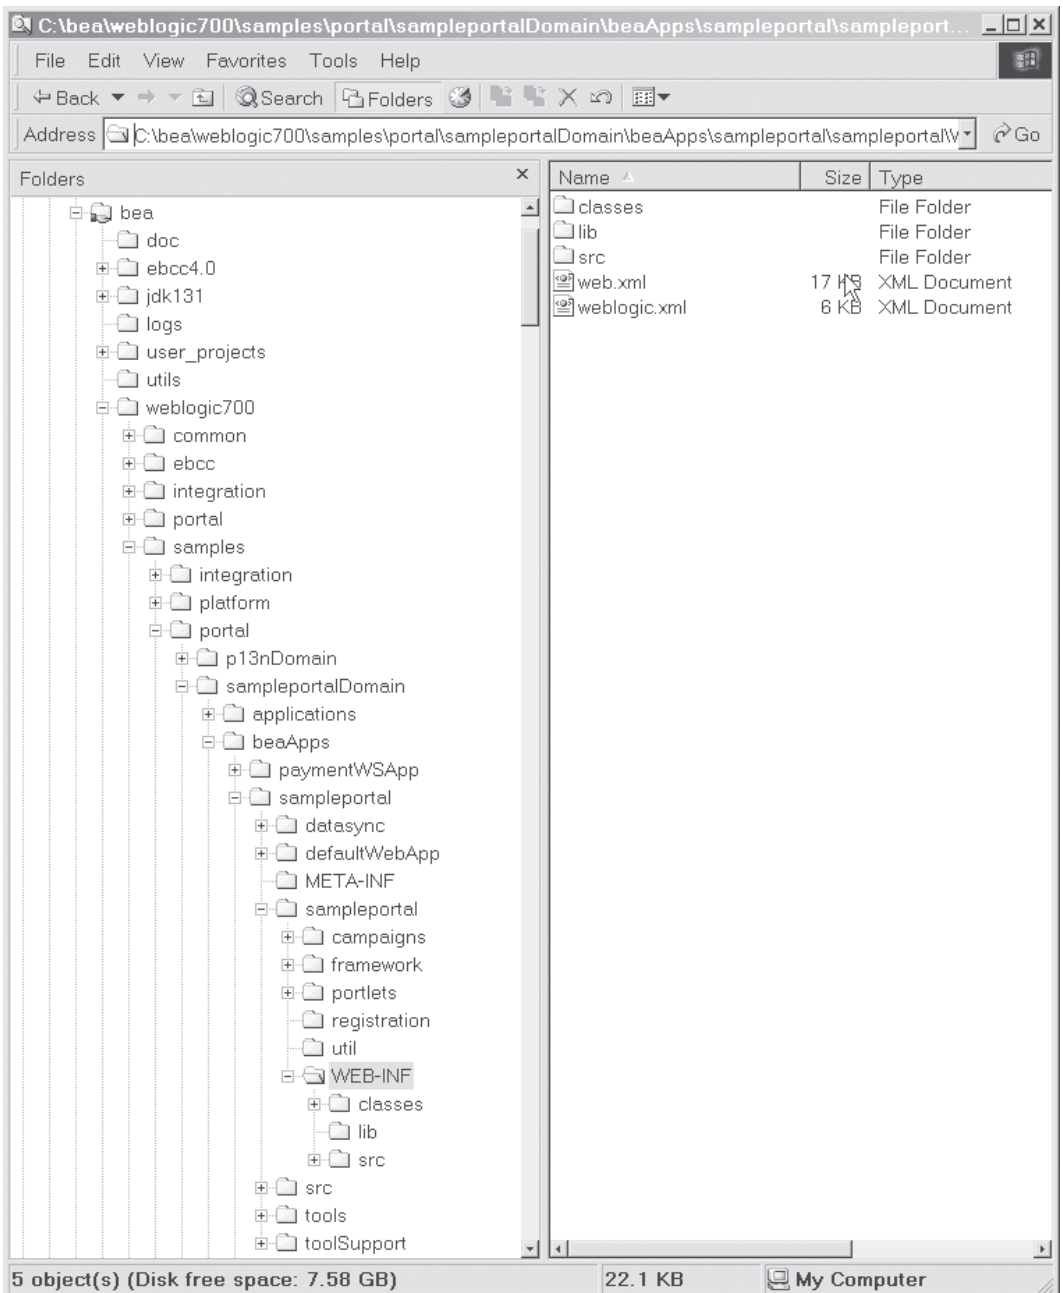 C:\bea\weblogic700\samples\portal\sampleportalDomain\beaApps\sampleportal\sampleport...
File Edit View Favorites Tools Help
Back Search Folders
Address C:\bea\weblogic700\samples\portal\sampleportalDomain\beaApps\sampleportal\sampleportal\ Go
Folders × Name Size Type
bea
doc
ebcc4.0
jdk131
logs
user_projects
utils
weblogic700
common
ebcc
integration
portal
samples
integration
platform
portal
p13nDomain
sampleportalDomain
applications
beaApps
paymentWSApp
sampleportal
datasync
defaultWebApp
META-INF
sampleportal
campaigns
framework
portlets
registration
util
WEB-INF
classes
lib
src
src
tools
toolSupport
classes File Folder
lib File Folder
src File Folder
web.xml 17 KB XML Document
weblogic.xml 6 KB XML Document
5 object(s) (Disk free space: 7.58 GB) 22.1 KB My Computer